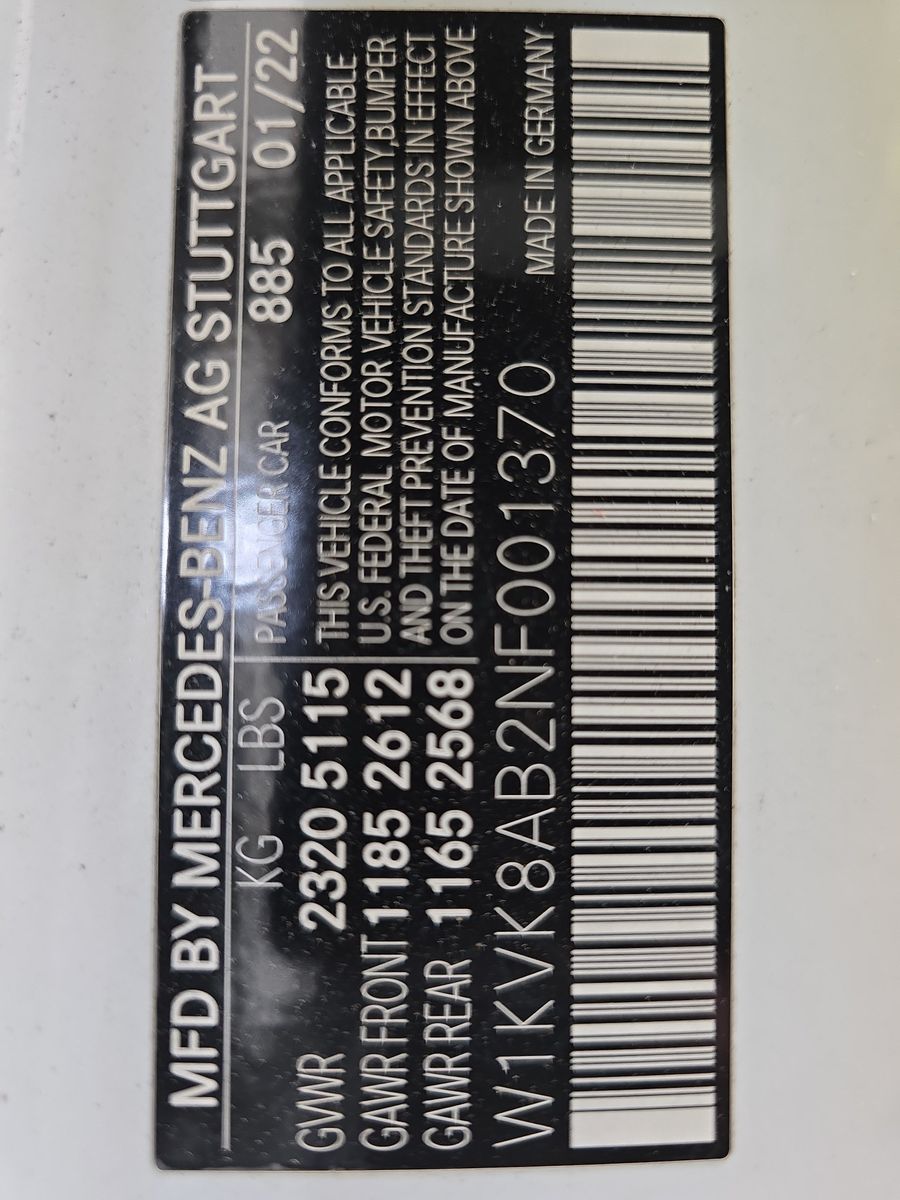 MFD BY MERCEDES-BENZ AG STUTTGART
KG LBS PASSENGER CAR 885 01/22
GVWR 2320 5115
GAWR FRONT 1185 2612
GAWR REAR 1165 2568
THIS VEHICLE CONFORMS TO ALL APPLICABLE
U.S. FEDERAL MOTOR VEHICLE SAFETY,BUMPER
AND THEFT PREVENTION STANDARDS IN EFFECT
ON THE DATE OF MANUFACTURE SHOWN ABOVE
W1KVK8AB2NF001370
MADE IN GERMANY